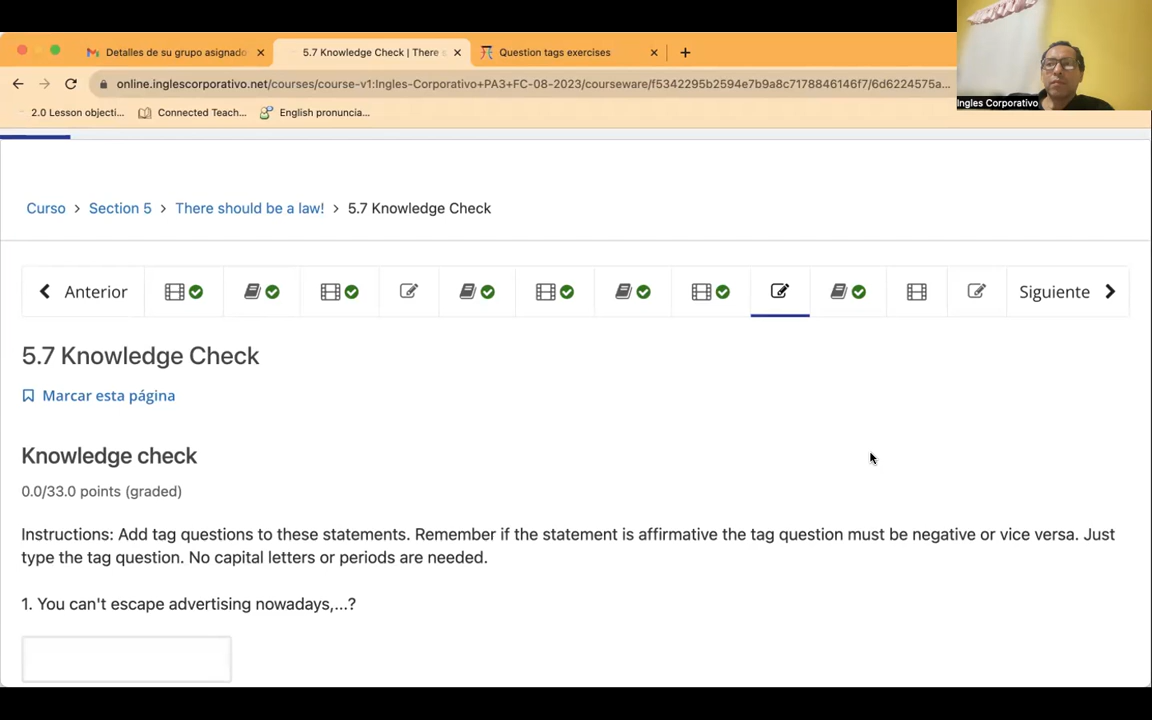 Detalles de su grupo asignado
5.7 Knowledge Check | There
Question tags exercises
online.inglescorporativo.net/courses/course-v1:Ingles-Corporativo+PA3+FC-08-2023/courseware/f5342295b2594e7b9a8c7178846146f7/6d6224575a...
Ingles Corporativo
2.0 Lesson objecti...
Connected Teach...
English pronuncia...
Curso > Section 5 > There should be a law! > 5.7 Knowledge Check
Anterior
Siguiente
5.7 Knowledge Check
Marcar esta página
Knowledge check
0.0/33.0 points (graded)
Instructions: Add tag questions to these statements. Remember if the statement is affirmative the tag question must be negative or vice versa. Just
type the tag question. No capital letters or periods are needed.
1. You can't escape advertising nowadays,...?